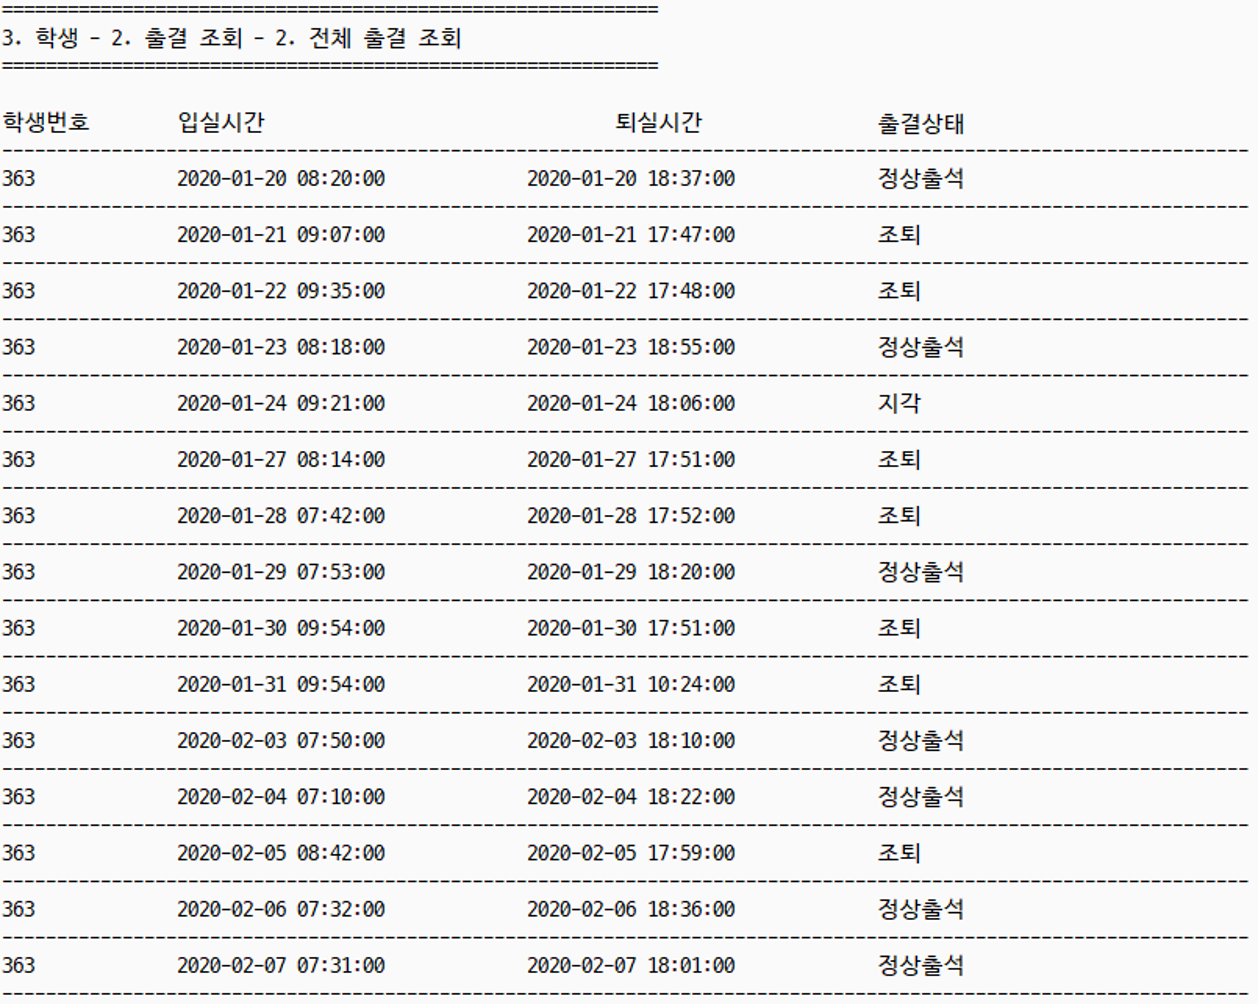 ============================================================
3. 학생 - 2. 출결 조회 - 2. 전체 출결 조회
============================================================
학생번호 입실시간 퇴실시간 출결상태
363 2020-01-20 08:20:00 2020-01-20 18:37:00 정상출석
363 2020-01-21 09:07:00 2020-01-21 17:47:00 조퇴
363 2020-01-22 09:35:00 2020-01-22 17:48:00 조퇴
363 2020-01-23 08:18:00 2020-01-23 18:55:00 정상출석
363 2020-01-24 09:21:00 2020-01-24 18:06:00 지각
363 2020-01-27 08:14:00 2020-01-27 17:51:00 조퇴
363 2020-01-28 07:42:00 2020-01-28 17:52:00 조퇴
363 2020-01-29 07:53:00 2020-01-29 18:20:00 정상출석
363 2020-01-30 09:54:00 2020-01-30 17:51:00 조퇴
363 2020-01-31 09:54:00 2020-01-31 10:24:00 조퇴
363 2020-02-03 07:50:00 2020-02-03 18:10:00 정상출석
363 2020-02-04 07:10:00 2020-02-04 18:22:00 정상출석
363 2020-02-05 08:42:00 2020-02-05 17:59:00 조퇴
363 2020-02-06 07:32:00 2020-02-06 18:36:00 정상출석
363 2020-02-07 07:31:00 2020-02-07 18:01:00 정상출석